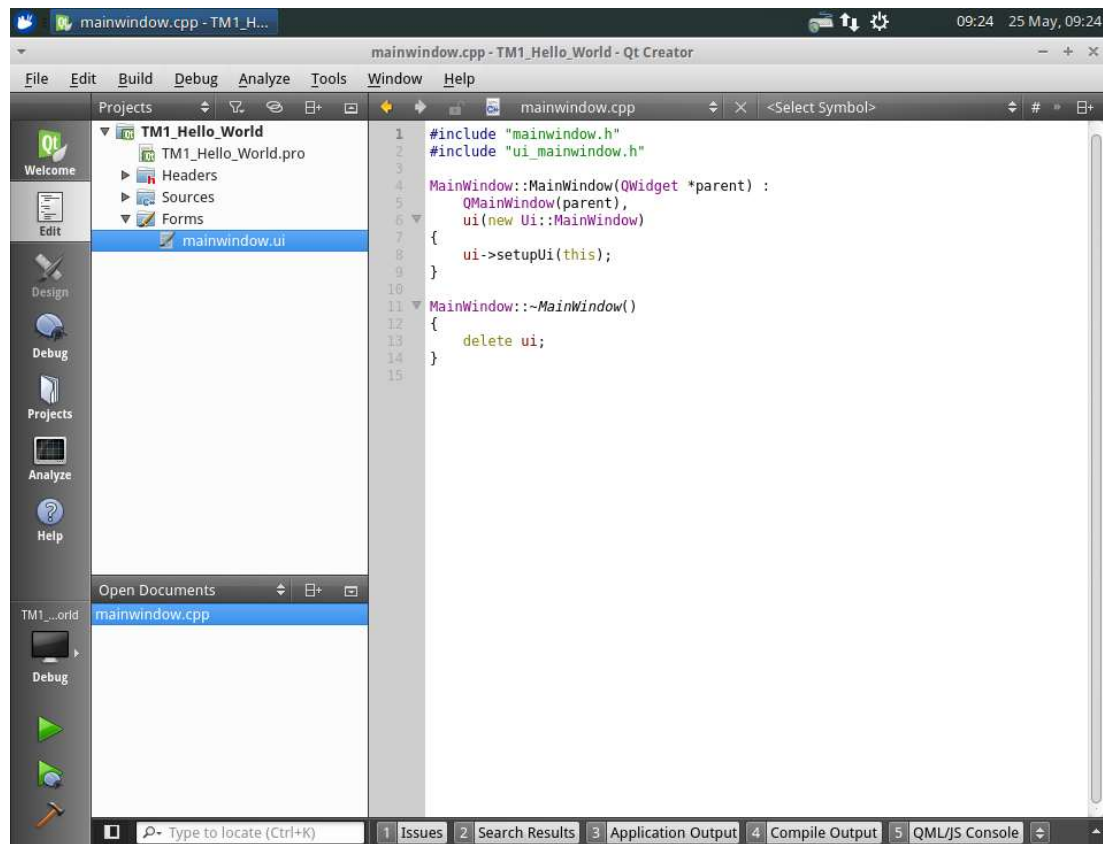 mainwindow.cpp - TM1_H...
09:24 25 May, 09:24
mainwindow.cpp - TM1_Hello_World - Qt Creator
File Edit Build Debug Analyze Tools Window Help
Projects
mainwindow.cpp
<Select Symbol>
#
Qt
Welcome
Edit
Design
Debug
Projects
Analyze
Help
TM1_...orld
Debug
TM1_Hello_World
TM1_Hello_World.pro
Headers
Sources
Forms
mainwindow.ui
Open Documents
mainwindow.cpp
1 #include "mainwindow.h"
2 #include "ui_mainwindow.h"
3
4 MainWindow::MainWindow(QWidget *parent) :
5 QMainWindow(parent),
6 ui(new Ui::MainWindow)
7 {
8 ui->setupUi(this);
9 }
10
11 MainWindow::~MainWindow()
12 {
13 delete ui;
14 }
15
Type to locate (Ctrl+K)
1 Issues 2 Search Results 3 Application Output 4 Compile Output 5 QML/JS Console